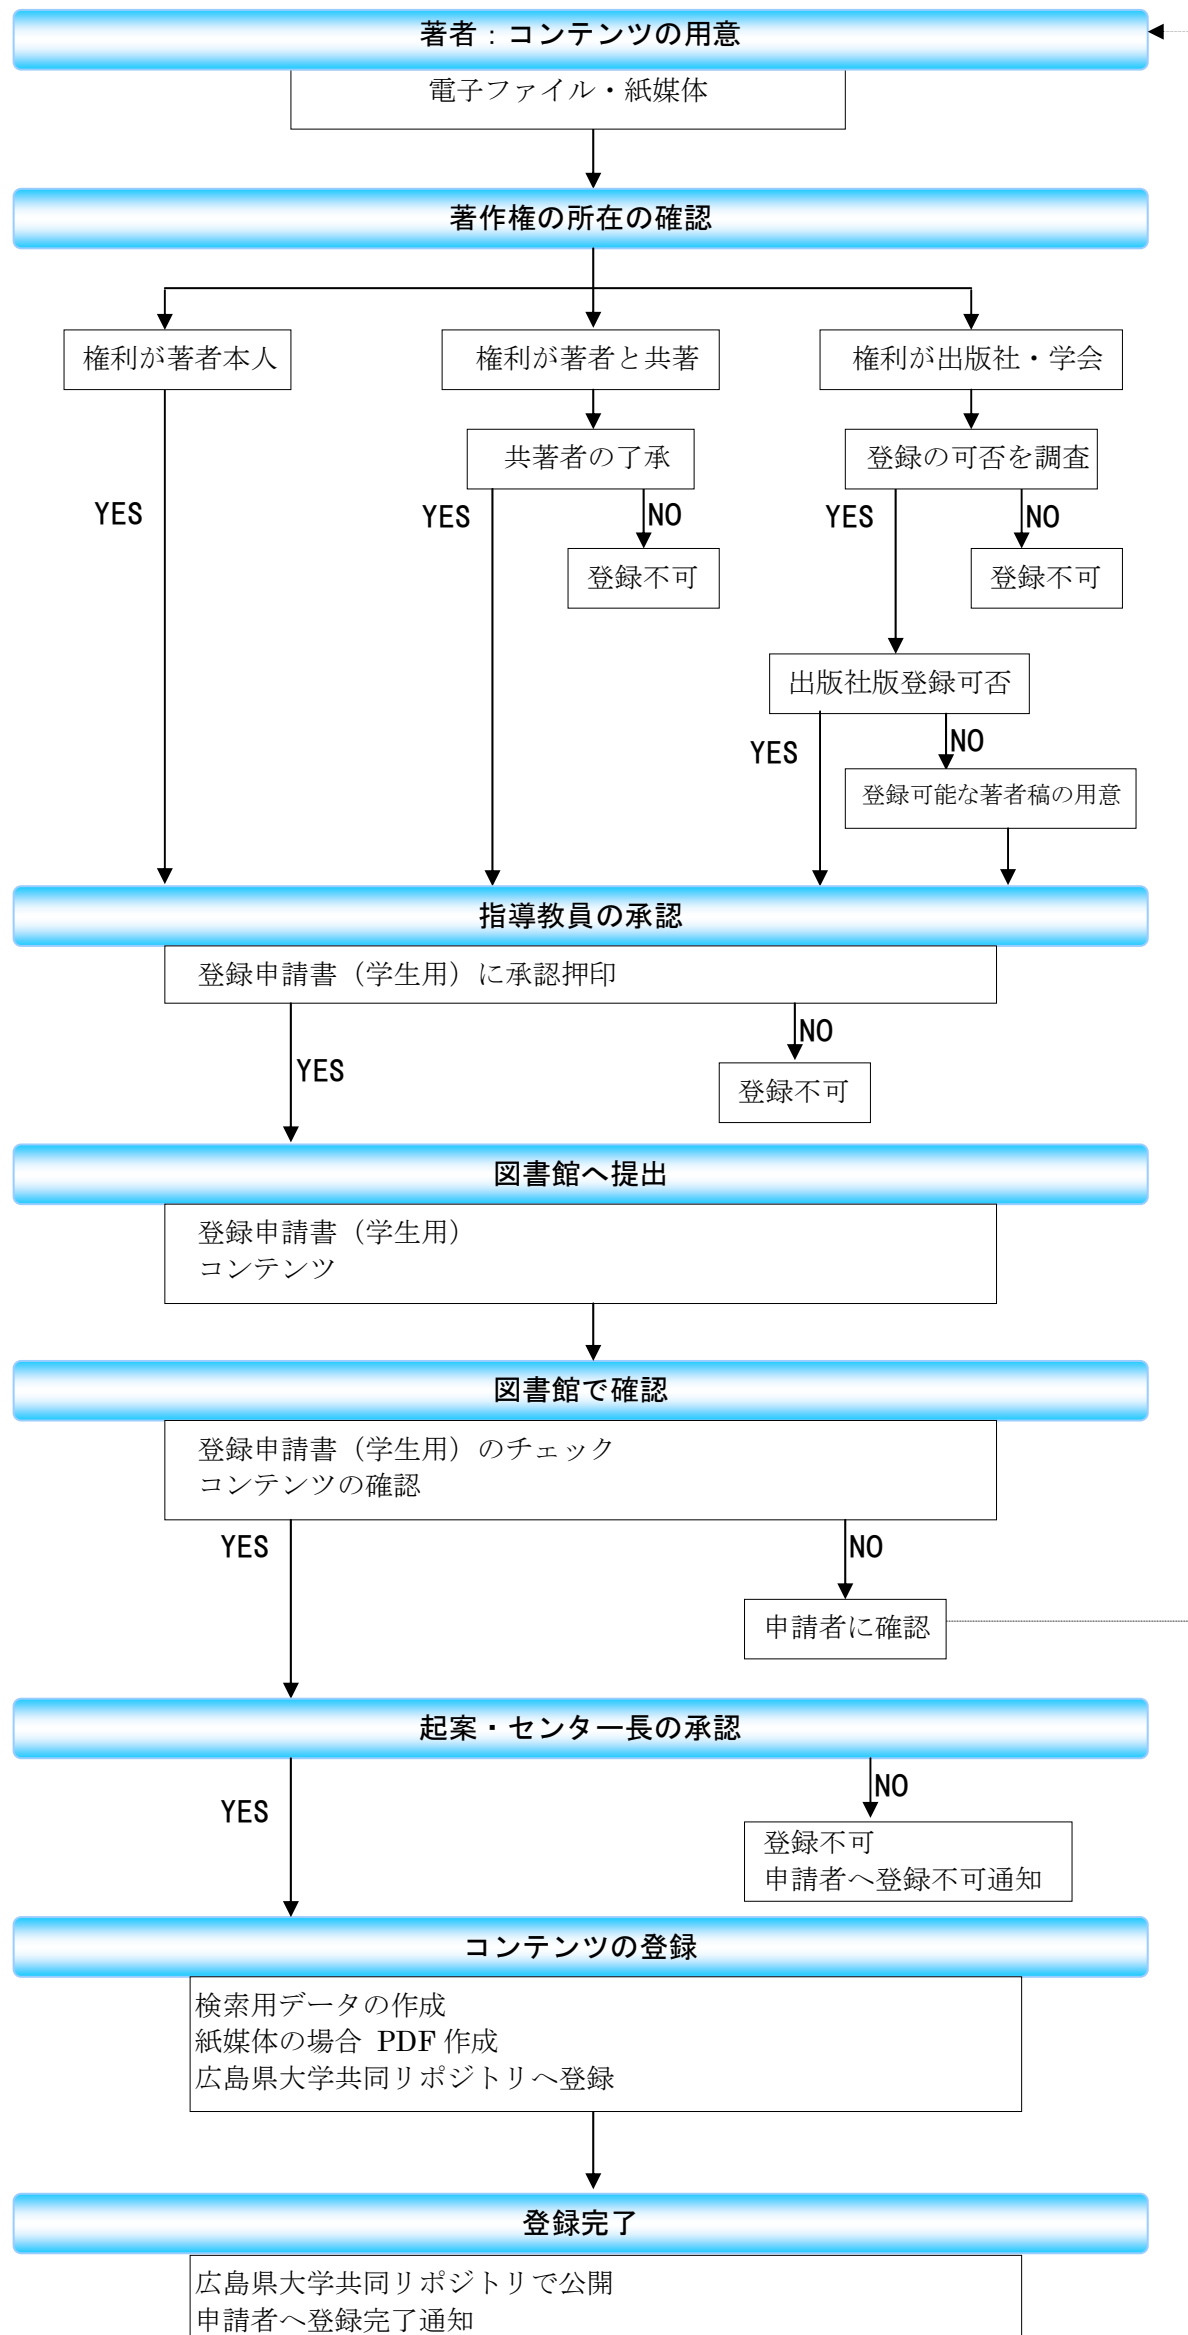 著者：コンテンツの用意
電子ファイル・紙媒体
著作権の所在の確認
権利が著者本人
権利が著者と共著
権利が出版社・学会
共著者の了承
登録の可否を調査
YES
YES
NO
YES
NO
登録不可
登録不可
出版社版登録可否
YES
NO
登録可能な著者稿の用意
指導教員の承認
登録申請書（学生用）に承認押印
YES
NO
登録不可
図書館へ提出
登録申請書（学生用）
コンテンツ
図書館で確認
登録申請書（学生用）のチェック
コンテンツの確認
YES
NO
申請者に確認
起案・センター長の承認
YES
NO
登録不可
申請者へ登録不可通知
コンテンツの登録
検索用データの作成
紙媒体の場合 PDF 作成
広島県大学共同リポジトリへ登録
登録完了
広島県大学共同リポジトリで公開
申請者へ登録完了通知